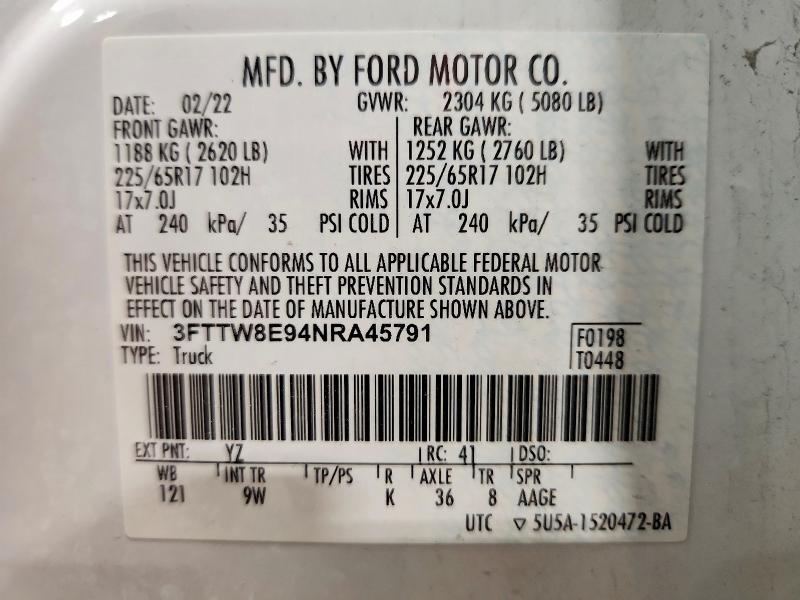 MFD. BY FORD MOTOR CO.
DATE: 02/22 GVWR: 2304 KG ( 5080 LB)
FRONT GAWR: REAR GAWR:
1188 KG ( 2620 LB) WITH 1252 KG ( 2760 LB) WITH
225/65R17 102H TIRES 225/65R17 102H TIRES
17x7.0J RIMS 17x7.0J RIMS
AT 240 kPa/ 35 PSI COLD AT 240 kPa/ 35 PSI COLD
THIS VEHICLE CONFORMS TO ALL APPLICABLE FEDERAL MOTOR
VEHICLE SAFETY AND THEFT PREVENTION STANDARDS IN
EFFECT ON THE DATE OF MANUFACTURE SHOWN ABOVE.
VIN: 3FTTW8E94NRA45791 F0198
TYPE: Truck T0448
EXT PNT: YZ RC: 41 DSO:
WB INT TR TP/PS R AXLE TR SPR
121 9W K 36 8 AAGE
UTC ▽ 5U5A-1520472-BA